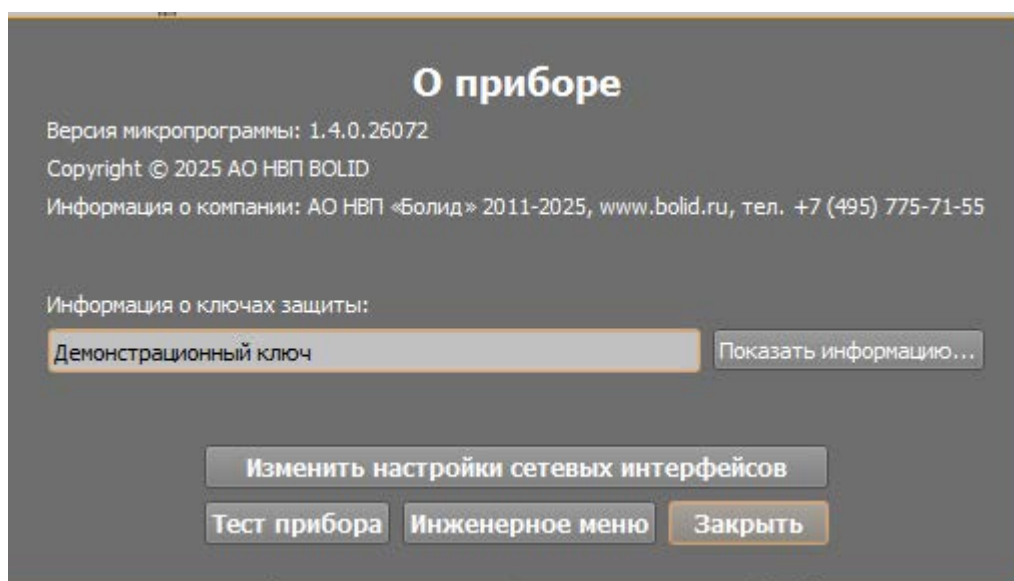 О приборе
Версия микропрограммы: 1.4.0.26072
Copyright © 2025 АО НВП BOLID
Информация о компании: АО НВП «Болид» 2011-2025, www.bolid.ru, тел. +7 (495) 775-71-55
Информация о ключах защиты:
Демонстрационный ключ Показать информацию...
Изменить настройки сетевых интерфейсов
Тест прибора Инженерное меню Закрыть